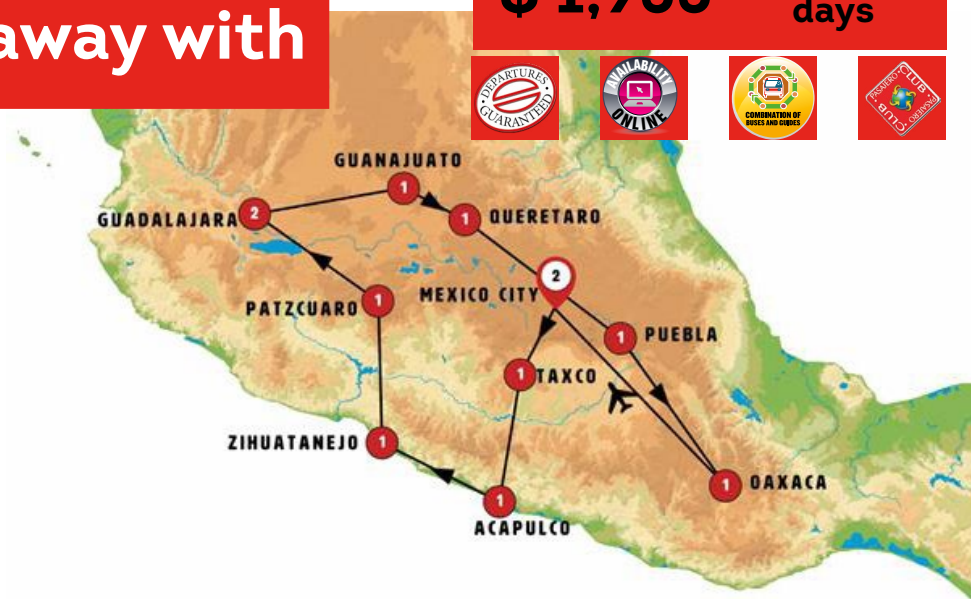 away with
days
DEPARTURES
GUARANTEED
AVAILABILITY
ONLINE
COMBINATION OF
BUSES AND GUIDES
PASAJERO CLUB
PASAJERO CLUB
GUANAJUATO
1
GUADALAJARA
2
1
QUERETARO
2
MEXICO CITY
PATZCUARO
1
1
PUEBLA
1
TAXCO
ZIHUATANEJO
1
1
OAXACA
1
ACAPULCO